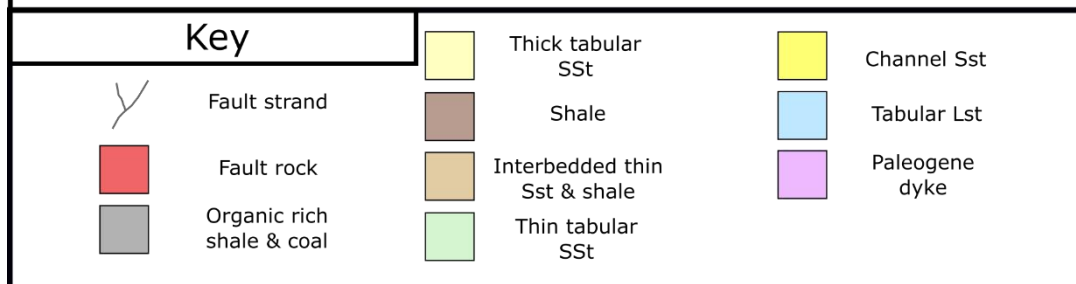 Key
Fault strand
Fault rock
Organic rich
shale & coal
Thick tabular
SSt
Shale
Interbedded thin
Sst & shale
Thin tabular
SSt
Channel Sst
Tabular Lst
Paleogene
dyke